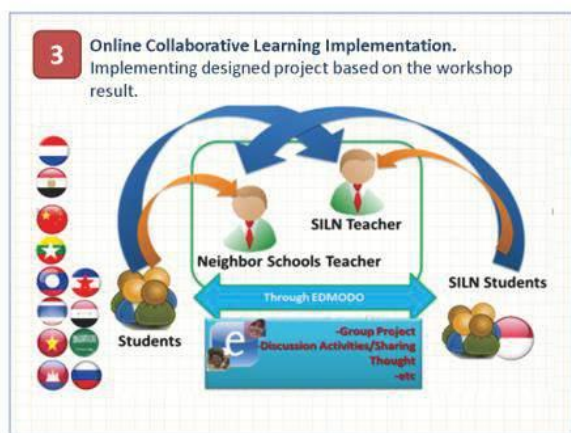 3
Online Collaborative Learning Implementation.
Implementing designed project based on the workshop
result.
SILN Teacher
Neighbor Schools Teacher
SILN Students
Through EDMODO
Students
e
-Group Project
Discussion Activities/Sharing
Thought
-etc